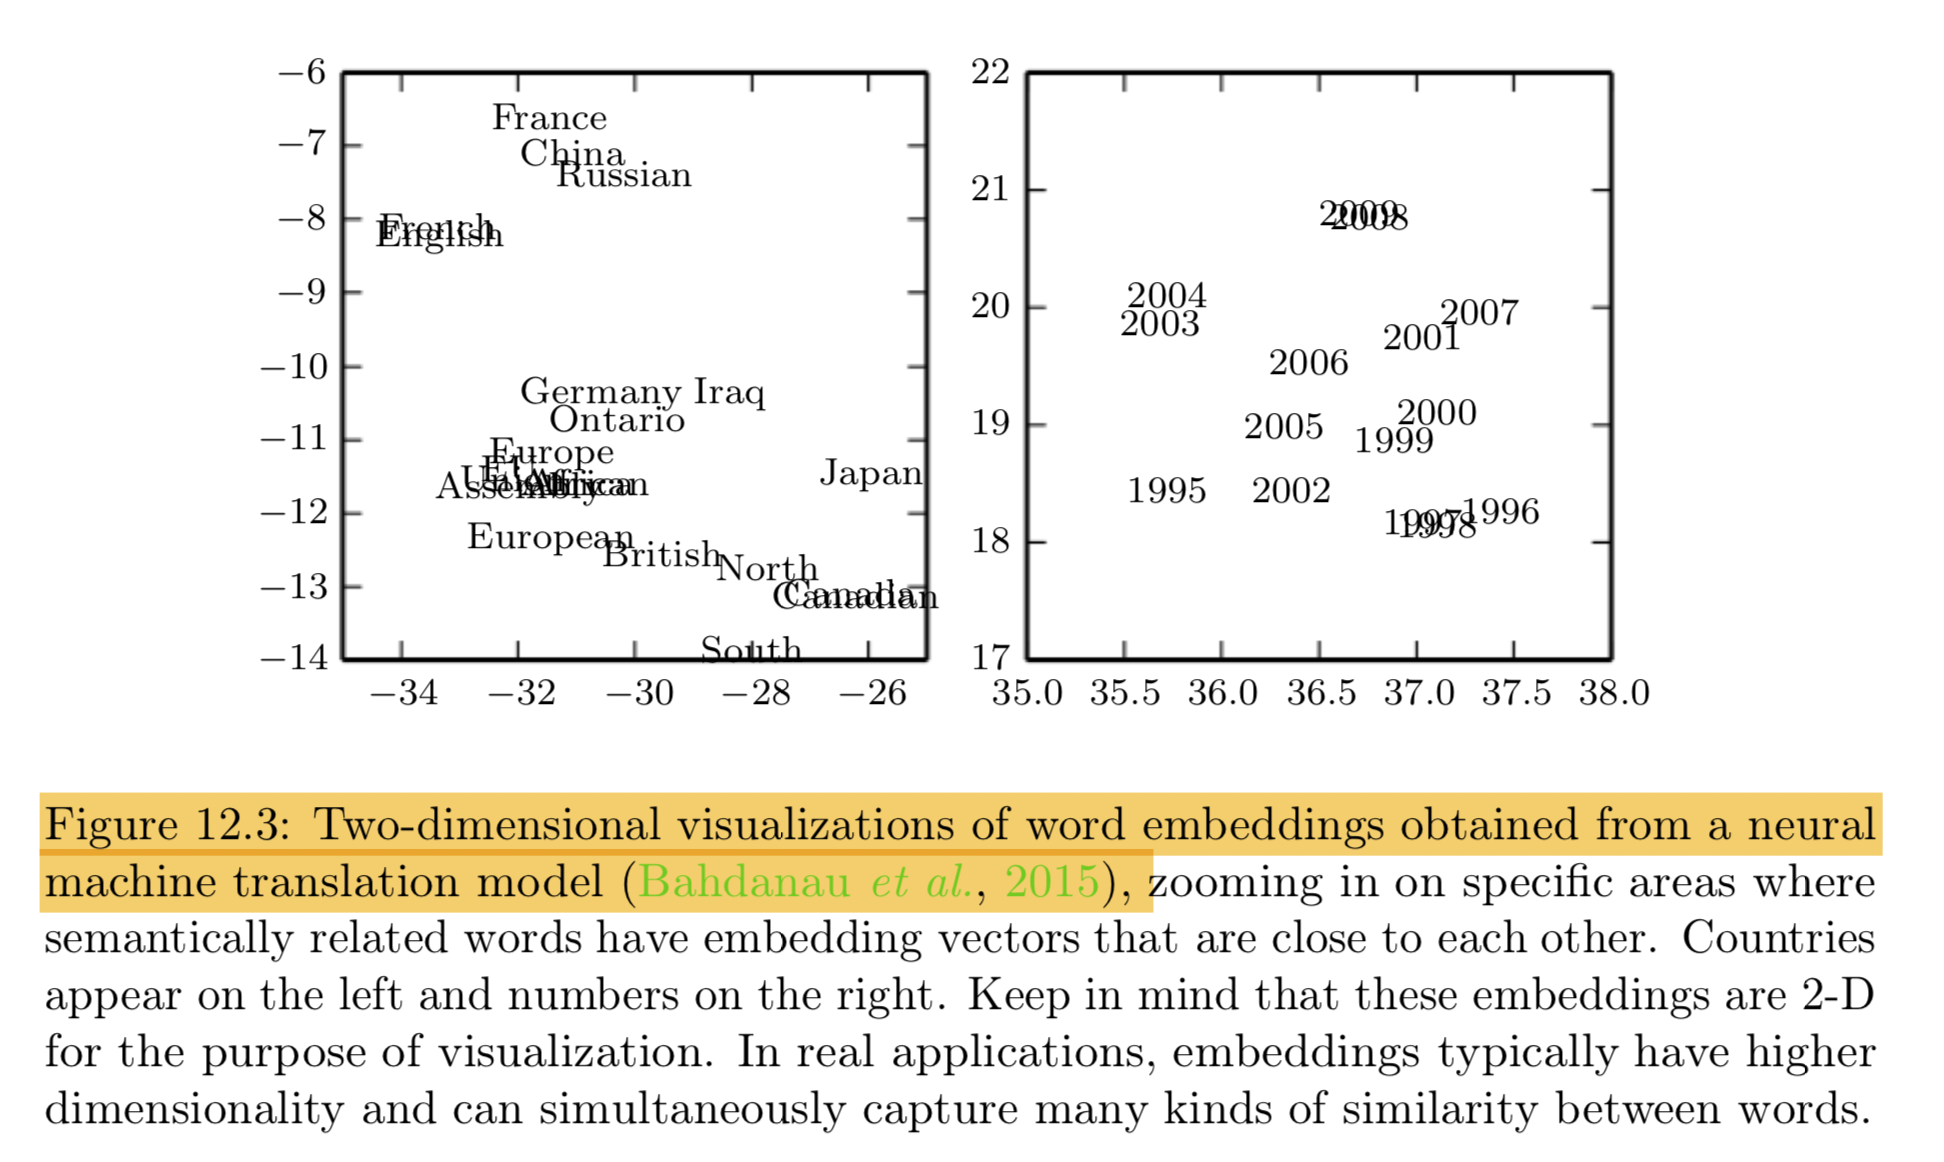 −6
France
China
−7
Russian
−8
French
English
−9
−10
Germany Iraq
Ontario
−11
Europe
EU
Union
African
Assembly
Japan
−12
European
British
North
−13
Canada
Canadian
South
−14
−34 −32 −30 −28 −26
22
21
2009
2008
2004
20
2007
2003
2001
2006
2000
19
2005
1999
1995 2002
1996
1997
1998
18
17
35.0 35.5 36.0 36.5 37.0 37.5 38.0
Figure 12.3: Two-dimensional visualizations of word embeddings obtained from a neural
machine translation model (Bahdanau et al., 2015), zooming in on specific areas where
semantically related words have embedding vectors that are close to each other. Countries
appear on the left and numbers on the right. Keep in mind that these embeddings are 2-D
for the purpose of visualization. In real applications, embeddings typically have higher
dimensionality and can simultaneously capture many kinds of similarity between words.